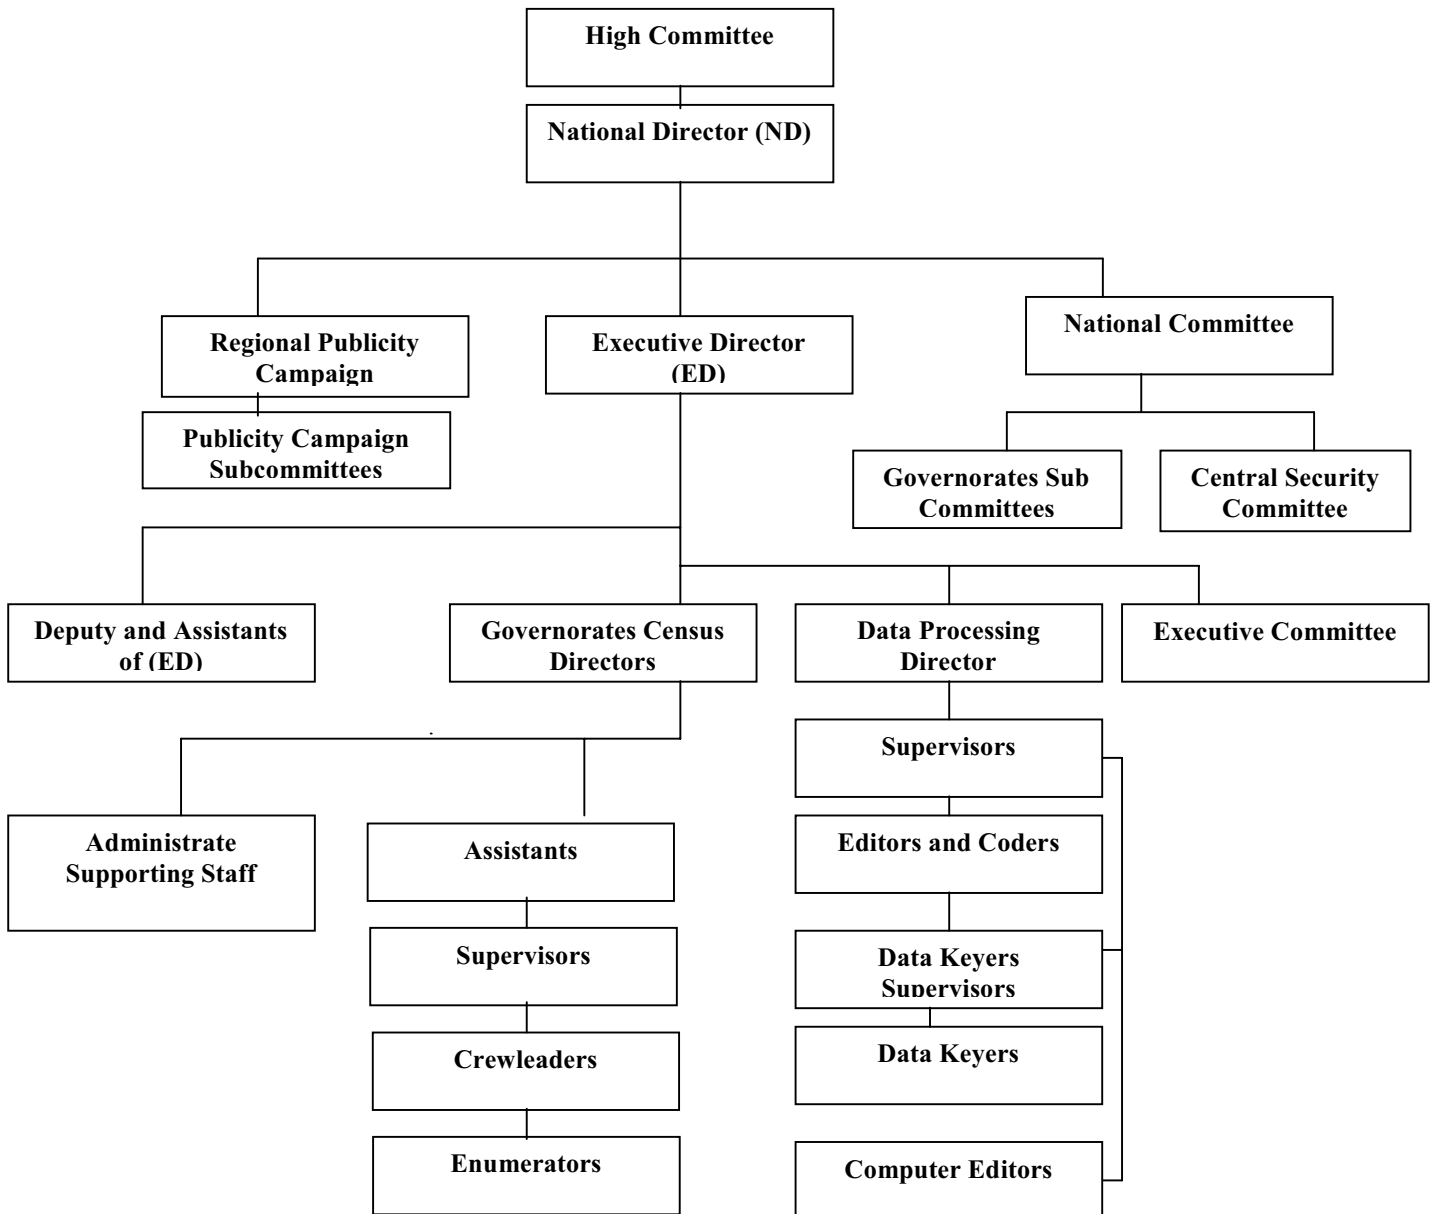 High Committee
National Director (ND)
Regional Publicity
Campaign
Executive Director
(ED)
National Committee
Publicity Campaign
Subcommittees
Governorates Sub
Committees
Central Security
Committee
Deputy and Assistants
of (ED)
Governorates Census
Directors
Data Processing
Director
Executive Committee
Supervisors
Administrate
Supporting Staff
Assistants
Editors and Coders
Supervisors
Data Keyers
Supervisors
Crewleaders
Data Keyers
Enumerators
Computer Editors